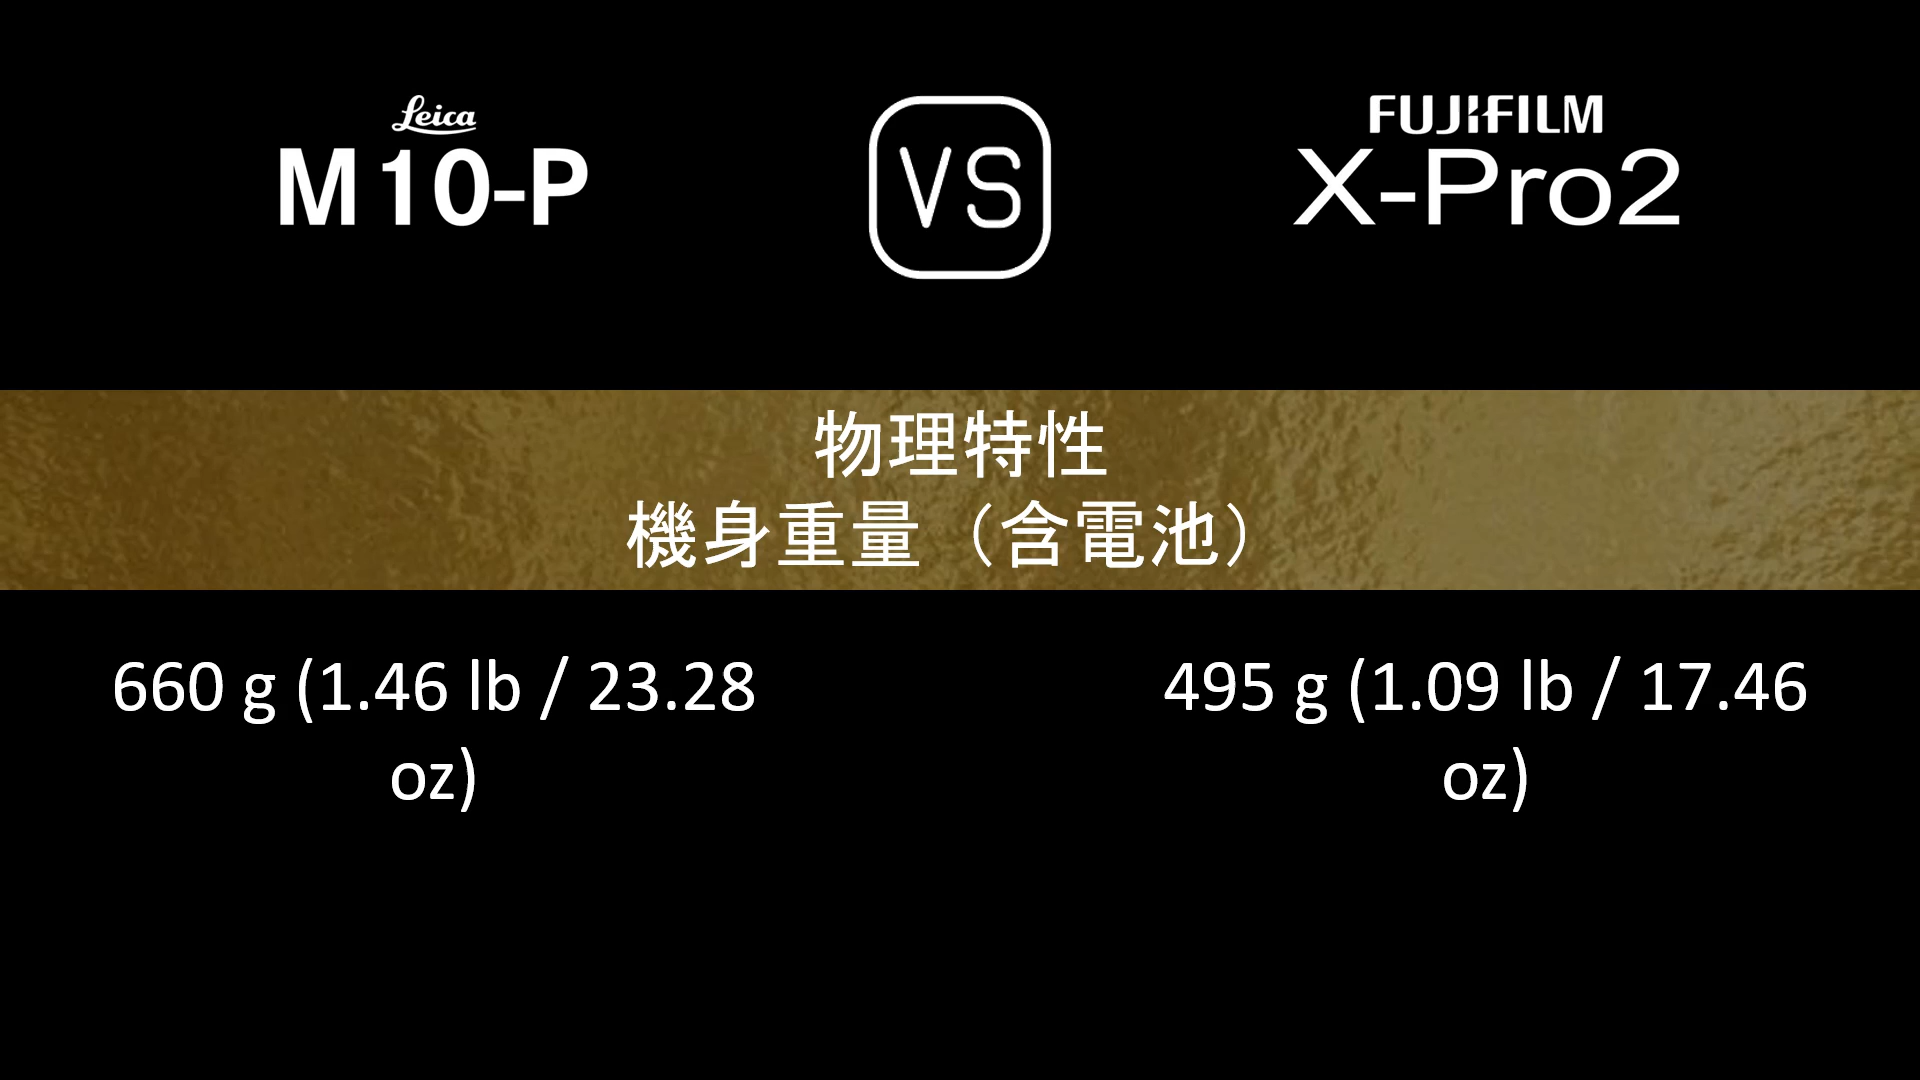 Leica
M10-P
VS
FUJIFILM
X-Pro2
物理特性
機身重量（含電池）
660 g (1.46 lb / 23.28
oz)
495 g (1.09 lb / 17.46
oz)